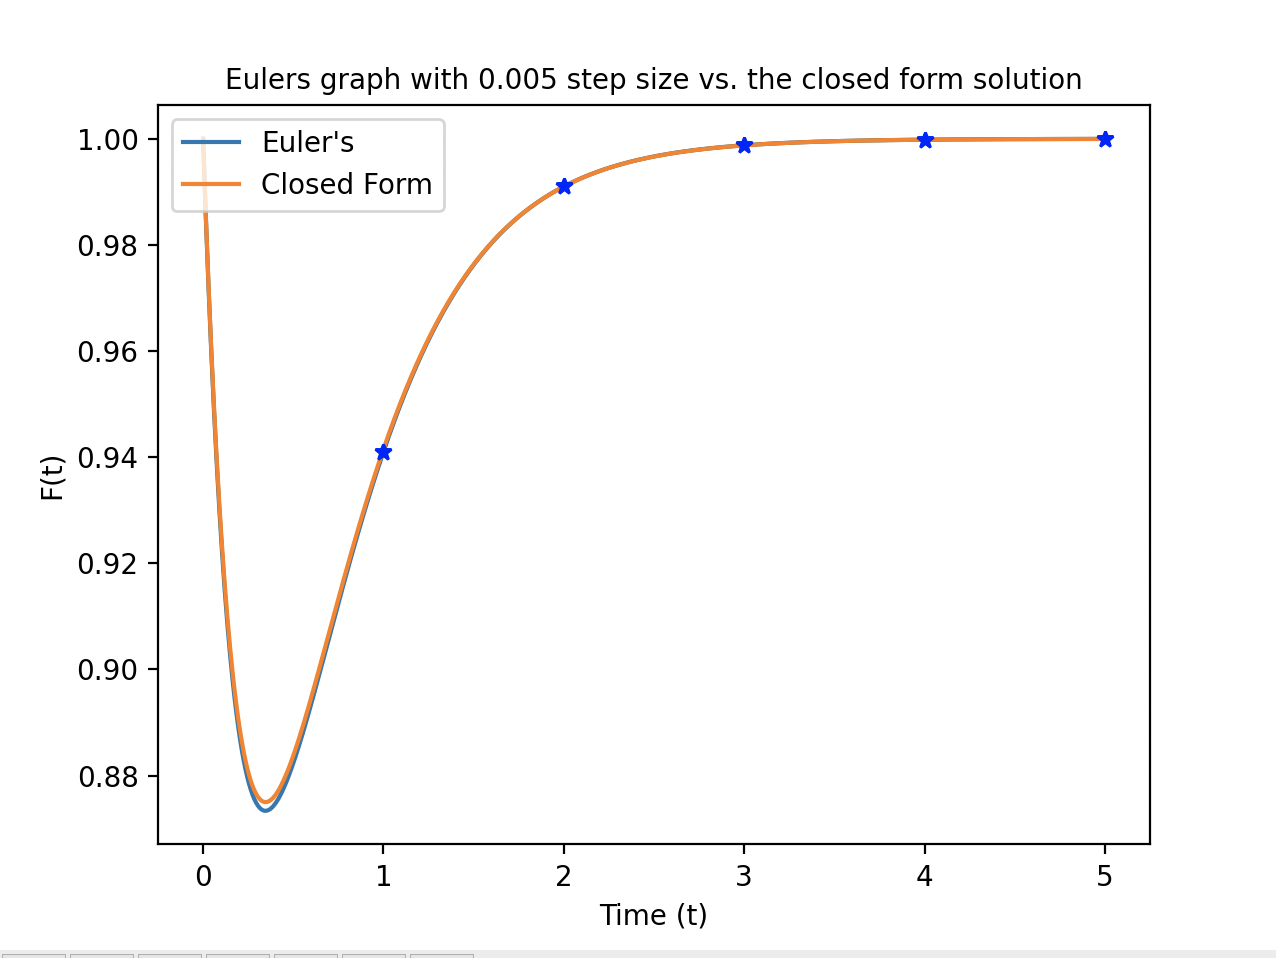 Eulers graph with 0.005 step size vs. the closed form solution
Euler's
Closed Form
1.00
0.98
0.96
0.94
0.92
0.90
0.88
F(t)
0 1 2 3 4 5
Time (t)